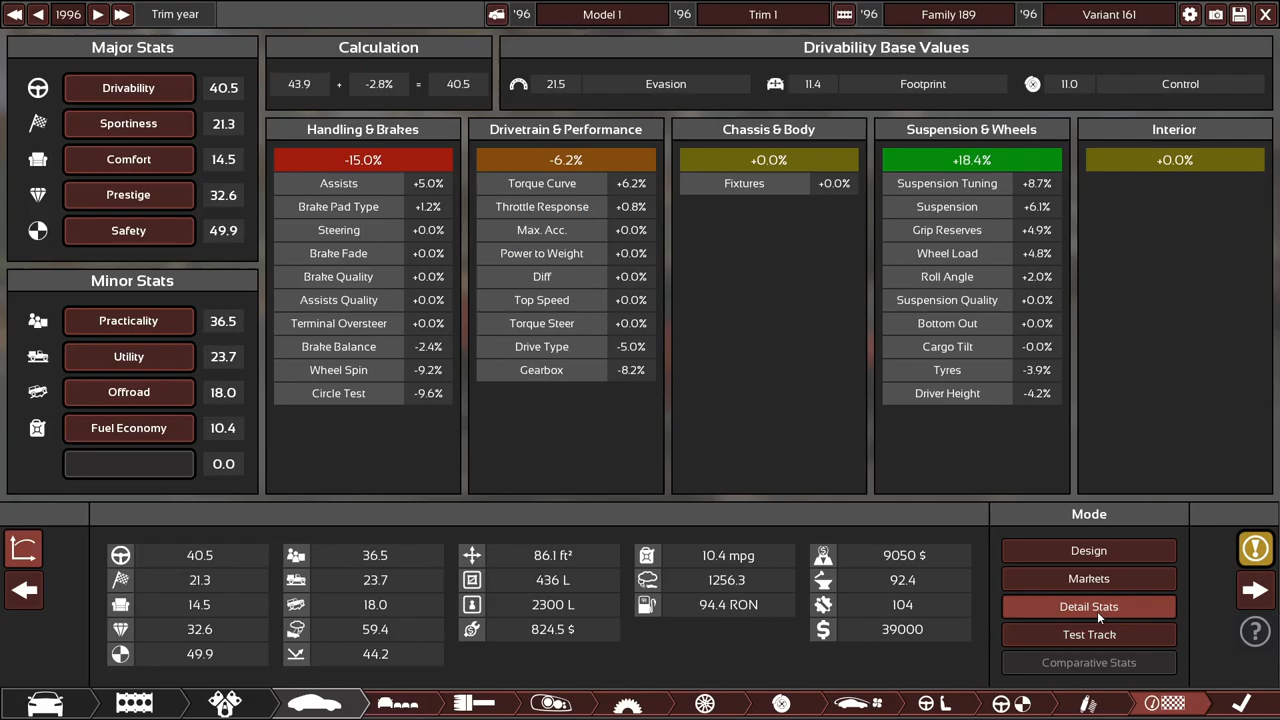 1996 Trim year '96 Model 1 '96 Trim 1 '96 Family 189 '96 Variant 161
Major Stats
Drivability 40.5
Sportiness 21.3
Comfort 14.5
Prestige 32.6
Safety 49.9
Minor Stats
Practicality 36.5
Utility 23.7
Offroad 18.0
Fuel Economy 10.4
0.0
Calculation
43.9 + -2.8% = 40.5
Drivability Base Values
21.5 Evasion 11.4 Footprint 11.0 Control
Handling & Brakes
-15.0%
Assists +5.0%
Brake Pad Type +1.2%
Steering +0.0%
Brake Fade +0.0%
Brake Quality +0.0%
Assists Quality +0.0%
Terminal Oversteer +0.0%
Brake Balance -2.4%
Wheel Spin -9.2%
Circle Test -9.6%
Drivetrain & Performance
-6.2%
Torque Curve +6.2%
Throttle Response +0.8%
Max. Acc. +0.0%
Power to Weight +0.0%
Diff +0.0%
Top Speed +0.0%
Torque Steer +0.0%
Drive Type -5.0%
Gearbox -8.2%
Chassis & Body
+0.0%
Fixtures +0.0%
Suspension & Wheels
+18.4%
Suspension Tuning +8.7%
Suspension +6.1%
Grip Reserves +4.9%
Wheel Load +4.8%
Roll Angle +2.0%
Suspension Quality +0.0%
Bottom Out +0.0%
Cargo Tilt -0.0%
Tyres -3.9%
Driver Height -4.2%
Interior
+0.0%
40.5 36.5 86.1 ft² 10.4 mpg 9050 $
21.3 23.7 436 L 1256.3 92.4
14.5 18.0 2300 L 94.4 RON 104
32.6 59.4 824.5 $ 39000
49.9 44.2
Mode
Design
Markets
Detail Stats
Test Track
Comparative Stats